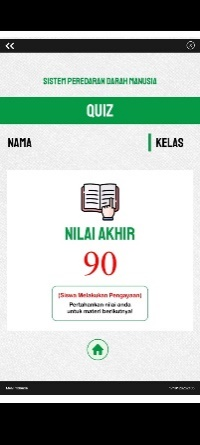 SISTEM PEREDARAN DARAH MANUSIA
QUIZ
NAMA
KELAS
NILAI AKHIR
90
(Siswa Melakukan Pengayaan)
Pertahankan nilai anda
untuk materi berikutnya!